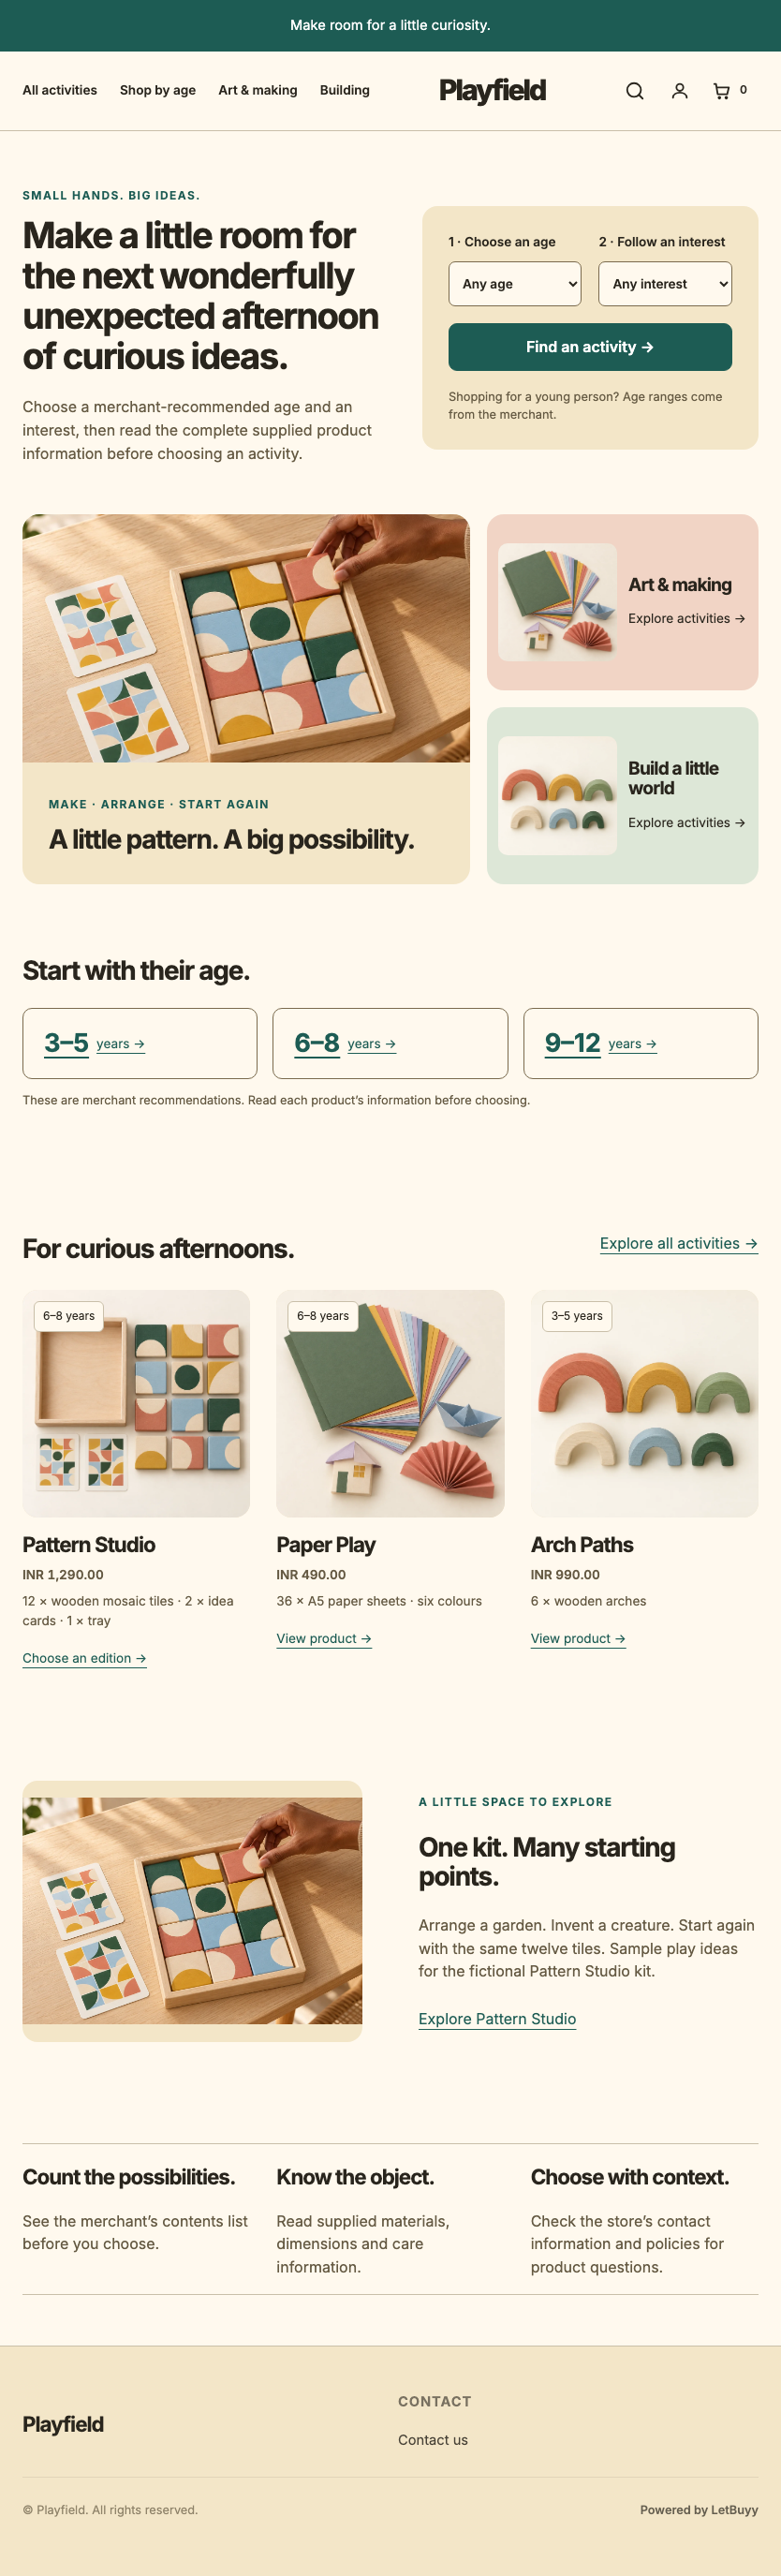 Make room for a little curiosity.
All activities
Shop by age
Art & making
Building
Playfield
0
SMALL HANDS. BIG IDEAS.
Make a little room for
the next wonderfully
unexpected afternoon
of curious ideas.
Choose a merchant-recommended age and an
interest, then read the complete supplied product
information before choosing an activity.
1 · Choose an age
Any age
2 · Follow an interest
Any interest
Find an activity →
Shopping for a young person? Age ranges come
from the merchant.
MAKE · ARRANGE · START AGAIN
A little pattern. A big possibility.
Art & making
Explore activities →
Build a little
world
Explore activities →
Start with their age.
3–5 years →
6–8 years →
9–12 years →
These are merchant recommendations. Read each product’s information before choosing.
For curious afternoons.
Explore all activities →
6–8 years
Pattern Studio
INR 1,290.00
12 × wooden mosaic tiles · 2 × idea
cards · 1 × tray
Choose an edition →
6–8 years
Paper Play
INR 490.00
36 × A5 paper sheets · six colours
View product →
3–5 years
Arch Paths
INR 990.00
6 × wooden arches
View product →
A LITTLE SPACE TO EXPLORE
One kit. Many starting
points.
Arrange a garden. Invent a creature. Start again
with the same twelve tiles. Sample play ideas
for the fictional Pattern Studio kit.
Explore Pattern Studio
Count the possibilities.
See the merchant’s contents list
before you choose.
Know the object.
Read supplied materials,
dimensions and care
information.
Choose with context.
Check the store’s contact
information and policies for
product questions.
Playfield
CONTACT
Contact us
© Playfield. All rights reserved.
Powered by LetBuyy